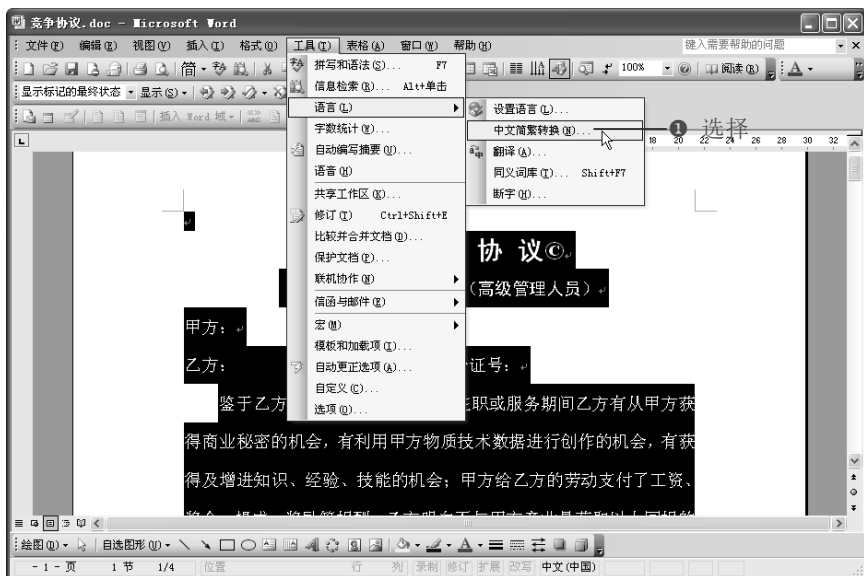 竞争协议.doc - Microsoft Word
文件(F) 编辑(E) 视图(V) 插入(I) 格式(O) 工具(T) 表格(A) 窗口(W) 帮助(H) 键入需要帮助的问题
简 100% 阅读(R) A
显示标记的最终状态 显示(S)
插入 Word 域
拼写和语法(S)... F7
信息检索(R)... Alt+单击
语言(L)
字数统计(W)...
自动编写摘要(U)...
语音(H)
共享工作区(K)...
修订(T) Ctrl+Shift+E
比较并合并文档(D)...
保护文档(P)...
联机协作(N)
信函与邮件(E)
宏(M)
模板和加载项(I)...
自动更正选项(A)...
自定义(C)...
选项(O)...
设置语言(L)...
中文简繁转换(N)...
翻译(A)...
同义词库(T)... Shift+F7
断字(H)...
❶ 选择
18 20 22 24 26 28 30 32
L
协 议©
（高级管理人员）
甲方：
乙方： 证号：
鉴于乙方 职或服务期间乙方有从甲方获
得商业秘密的机会，有利用甲方物质技术数据进行创作的机会，有获
得及增进知识、经验、技能的机会；甲方给乙方的劳动支付了工资、
绘图(D) 自选图形(U) A
- 1 - 页 1 节 1/4 位置 行 列 录制 修订 扩展 改写 中文(中国)